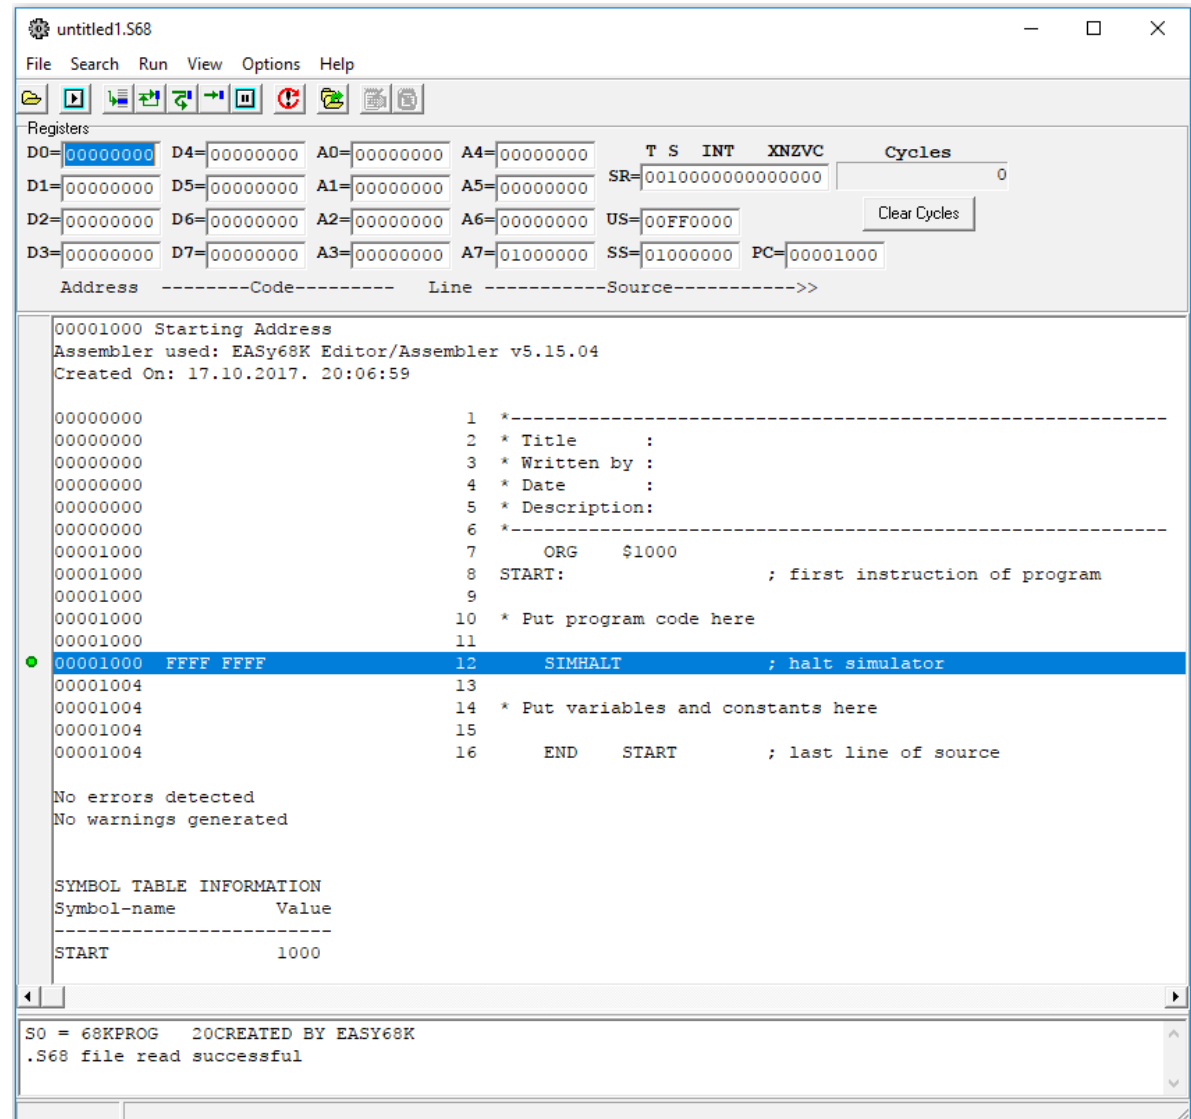 untitled1.S68
File Search Run View Options Help
Registers
D0= 00000000 D4= 00000000 A0= 00000000 A4= 00000000 T S INT XNZVC Cycles
D1= 00000000 D5= 00000000 A1= 00000000 A5= 00000000 SR= 0010000000000000 0
D2= 00000000 D6= 00000000 A2= 00000000 A6= 00000000 US= 00FF0000 Clear Cycles
D3= 00000000 D7= 00000000 A3= 00000000 A7= 01000000 SS= 01000000 PC= 00001000
Address --------Code--------- Line -----------Source----------->>
00001000 Starting Address
Assembler used: EASy68K Editor/Assembler v5.15.04
Created On: 17.10.2017. 20:06:59
00000000 1 *-----------------------------------------------------------
00000000 2 * Title :
00000000 3 * Written by :
00000000 4 * Date :
00000000 5 * Description:
00000000 6 *-----------------------------------------------------------
00001000 7 ORG $1000
00001000 8 START: ; first instruction of program
00001000 9
00001000 10 * Put program code here
00001000 11
00001000 FFFF FFFF 12 SIMHALT ; halt simulator
00001004 13
00001004 14 * Put variables and constants here
00001004 15
00001004 16 END START ; last line of source
No errors detected
No warnings generated
SYMBOL TABLE INFORMATION
Symbol-name Value
-------------------------
START 1000
S0 = 68KPROG 20CREATED BY EASY68K
.S68 file read successful